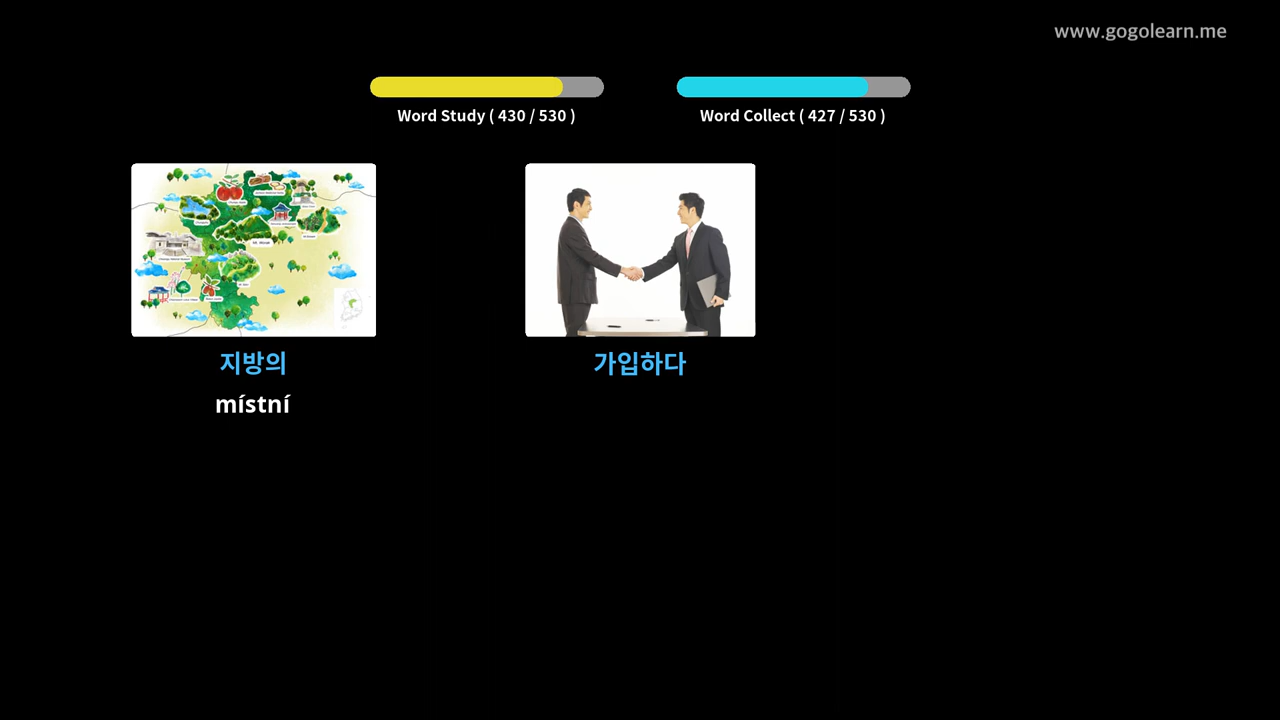 www.gogolearn.me
Word Study ( 430 / 530 )
Word Collect ( 427 / 530 )
지방의
가입하다
místní